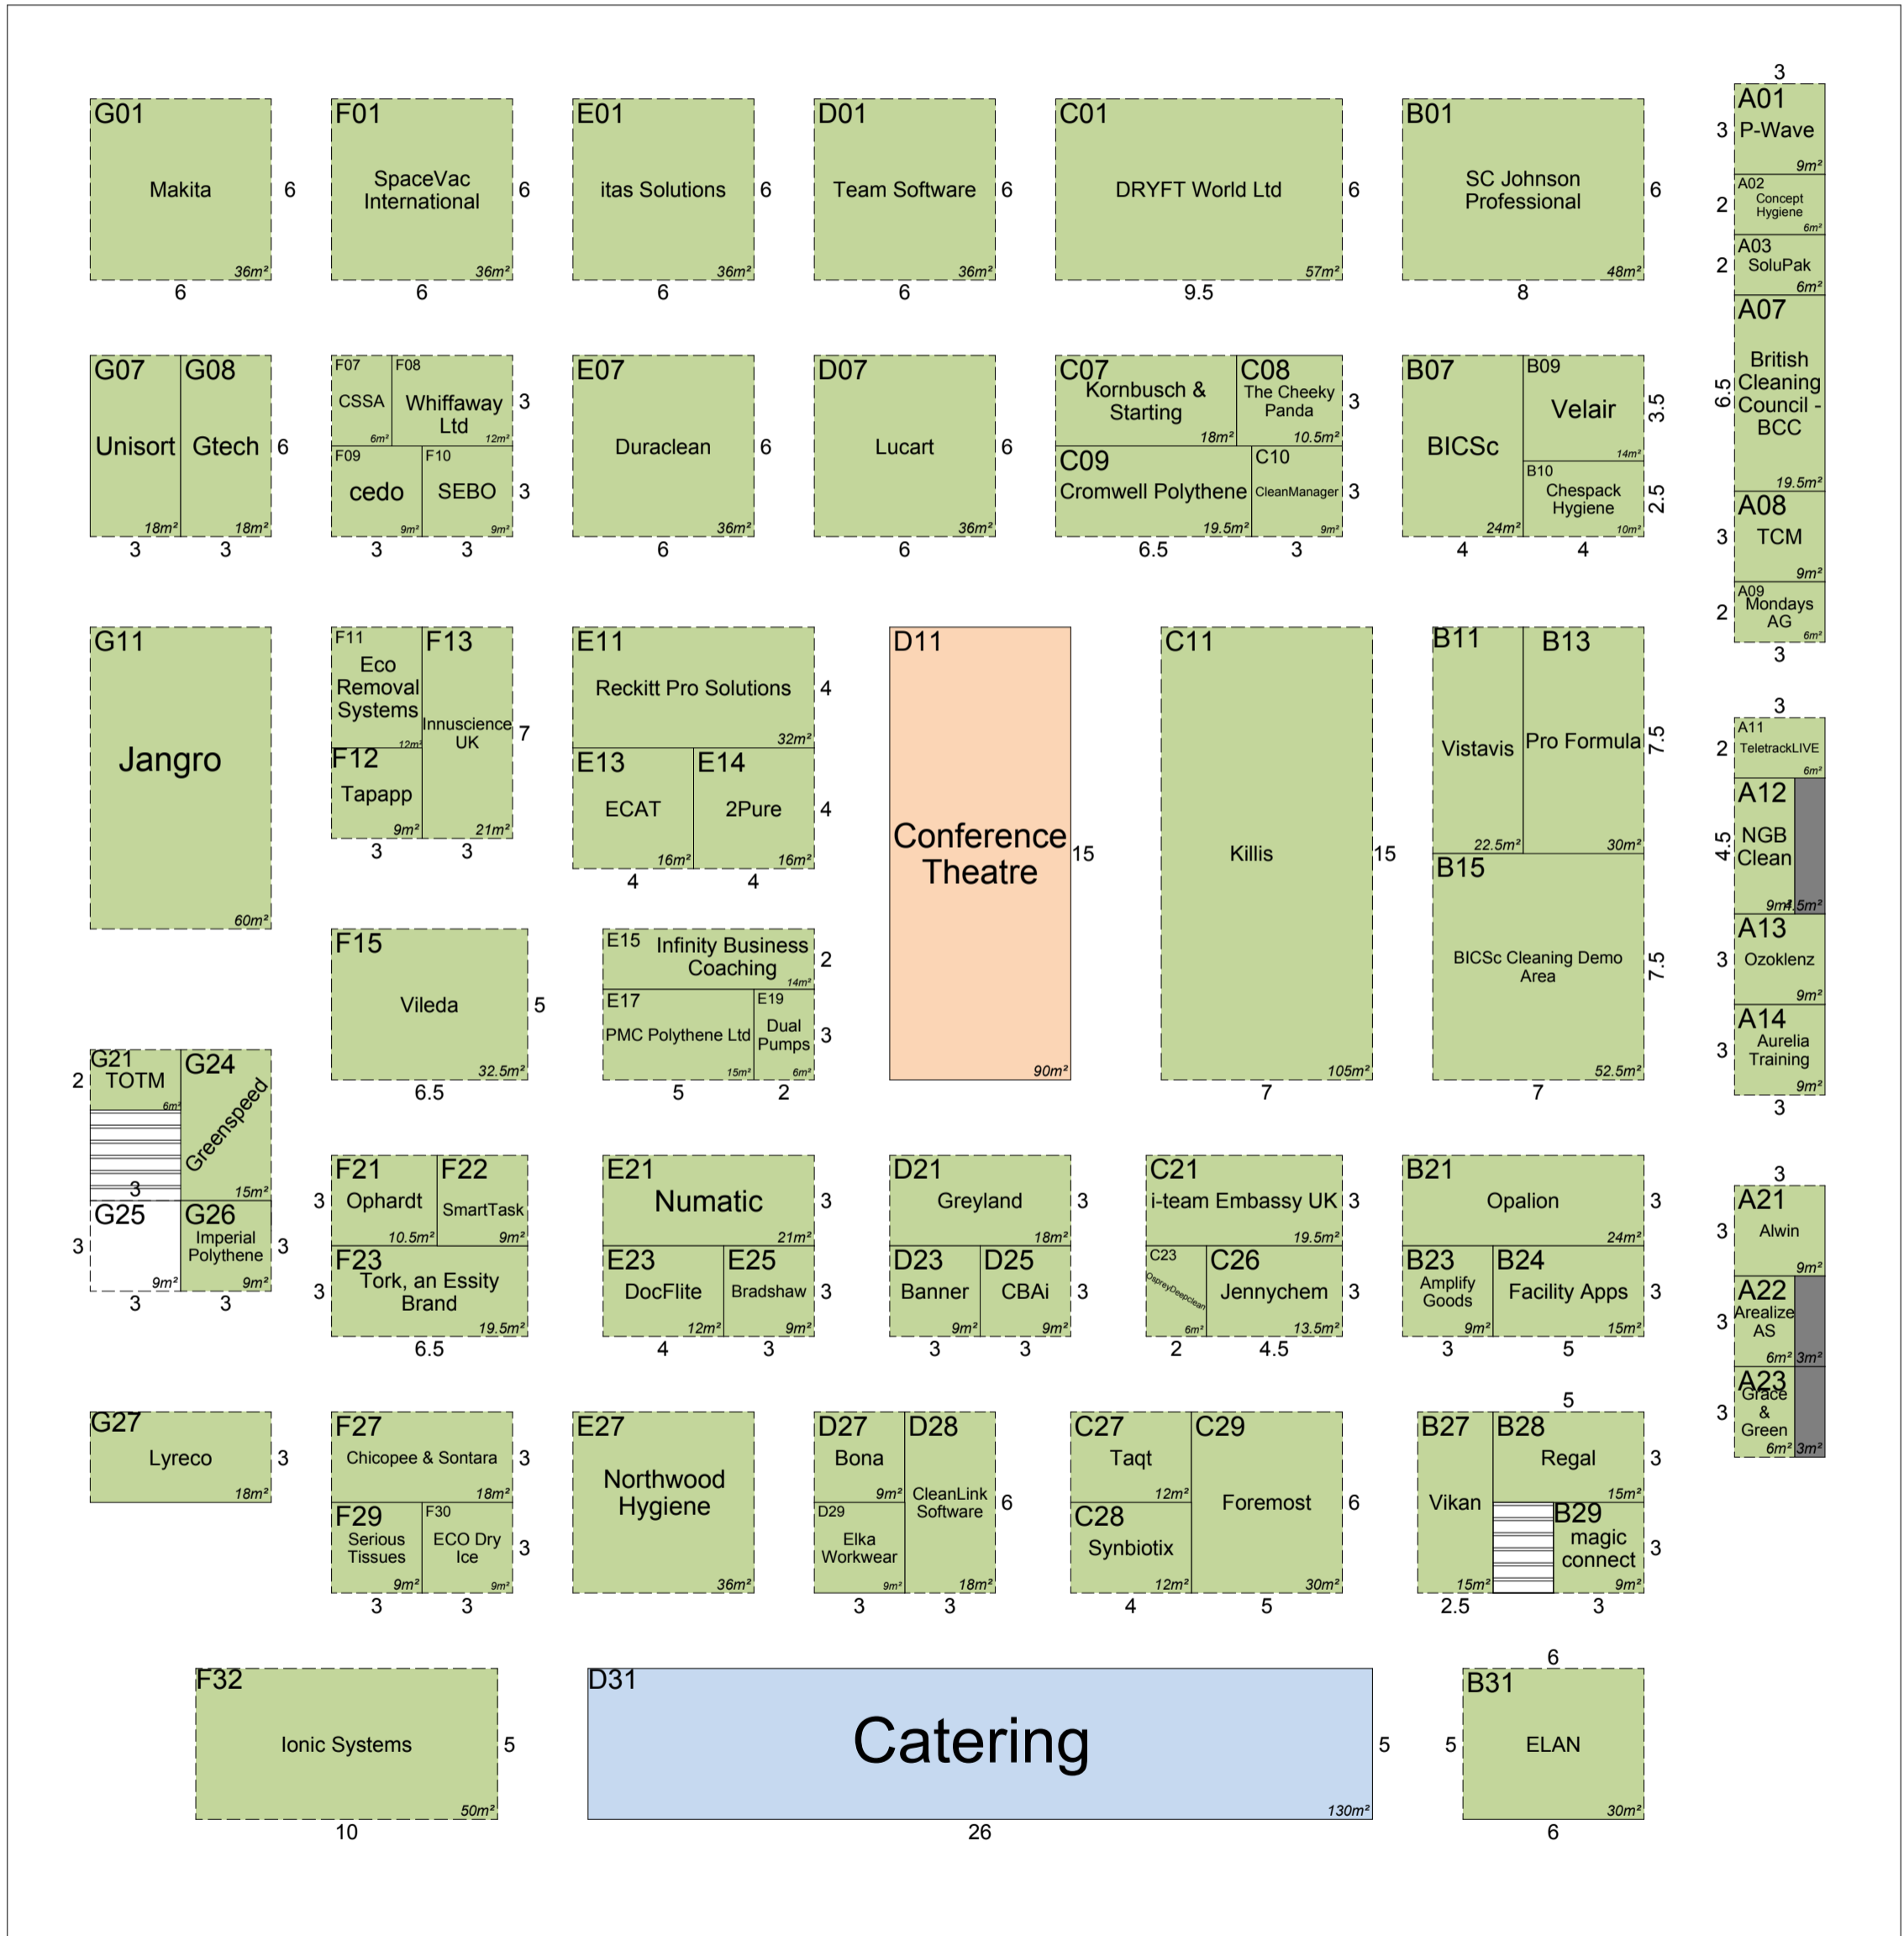 G01
Makita
36m²
6
6
F01
SpaceVac
International
36m²
6
6
E01
itas Solutions
36m²
6
6
D01
Team Software
36m²
6
6
C01
DRYFT World Ltd
57m²
6
9.5
B01
SC Johnson
Professional
48m²
6
8
3
A01
P-Wave
3
9m²
A02
Concept
Hygiene
2
6m²
A03
SoluPak
2
6m²
A07
British
Cleaning
Council -
BCC
6.5
19.5m²
A08
TCM
3
9m²
A09
Mondays
AG
2
6m²
3
G07
Unisort
18m²
3
G08
Gtech
18m²
6
3
F07
CSSA
6m²
F08
Whiffaway
Ltd
12m²
3
F09
cedo
9m²
3
F10
SEBO
9m²
3
3
E07
Duraclean
36m²
6
6
D07
Lucart
36m²
6
6
C07
Kornbusch &
Starting
18m²
C08
The Cheeky
Panda
10.5m²
3
C09
Cromwell Polythene
19.5m²
6.5
C10
CleanManager
9m²
3
3
B07
BICSc
24m²
4
B09
Velair
14m²
3.5
B10
Chespack
Hygiene
10m²
2.5
4
G11
Jangro
60m²
F11
Eco
Removal
Systems
12m²
F12
Tapapp
9m²
3
F13
Innuscience
UK
21m²
7
3
E11
Reckitt Pro Solutions
32m²
4
E13
ECAT
16m²
4
E14
2Pure
16m²
4
4
D11
Conference
Theatre
90m²
15
C11
Killis
105m²
15
7
B11
Vistavis
22.5m²
B13
Pro Formula
30m²
7.5
B15
BICSc Cleaning Demo
Area
52.5m²
7.5
7
3
A11
TeletrackLIVE
2
6m²
A12
NGB
Clean
4.5
9m²
4.5m²
A13
Ozoklenz
3
9m²
A14
Aurelia
Training
3
9m²
3
F15
Vileda
32.5m²
5
6.5
E15
Infinity Business
Coaching
14m²
2
E17
PMC Polythene Ltd
15m²
5
E19
Dual
Pumps
6m²
3
2
G21
TOTM
2
6m²
G24
Greenspeed
15m²
3
G25
3
9m²
3
G26
Imperial
Polythene
9m²
3
3
F21
Ophardt
3
10.5m²
F22
SmartTask
9m²
F23
Tork, an Essity
Brand
3
19.5m²
6.5
E21
Numatic
21m²
3
E23
DocFlite
12m²
4
E25
Bradshaw
9m²
3
3
D21
Greyland
18m²
3
D23
Banner
9m²
3
D25
CBAi
9m²
3
3
C21
i-team Embassy UK
19.5m²
3
C23
OspreyDeepclean
6m²
2
C26
Jennychem
13.5m²
3
4.5
B21
Opalion
24m²
3
B23
Amplify
Goods
9m²
3
B24
Facility Apps
15m²
3
5
3
A21
Alwin
3
9m²
A22
Arealize
AS
3
6m²
3m²
A23
Grace
&
Green
3
6m²
3m²
G27
Lyreco
18m²
3
F27
Chicopee & Sontara
18m²
3
F29
Serious
Tissues
9m²
3
F30
ECO Dry
Ice
9m²
3
3
E27
Northwood
Hygiene
36m²
D27
Bona
9m²
D28
CleanLink
Software
18m²
6
3
D29
Elka
Workwear
9m²
3
C27
Taqt
12m²
C28
Synbiotix
12m²
4
C29
Foremost
30m²
6
5
B27
Vikan
15m²
2.5
5
B28
Regal
15m²
3
B29
magic
connect
9m²
3
3
F32
Ionic Systems
50m²
5
10
D31
Catering
130m²
5
26
6
B31
ELAN
5
30m²
6